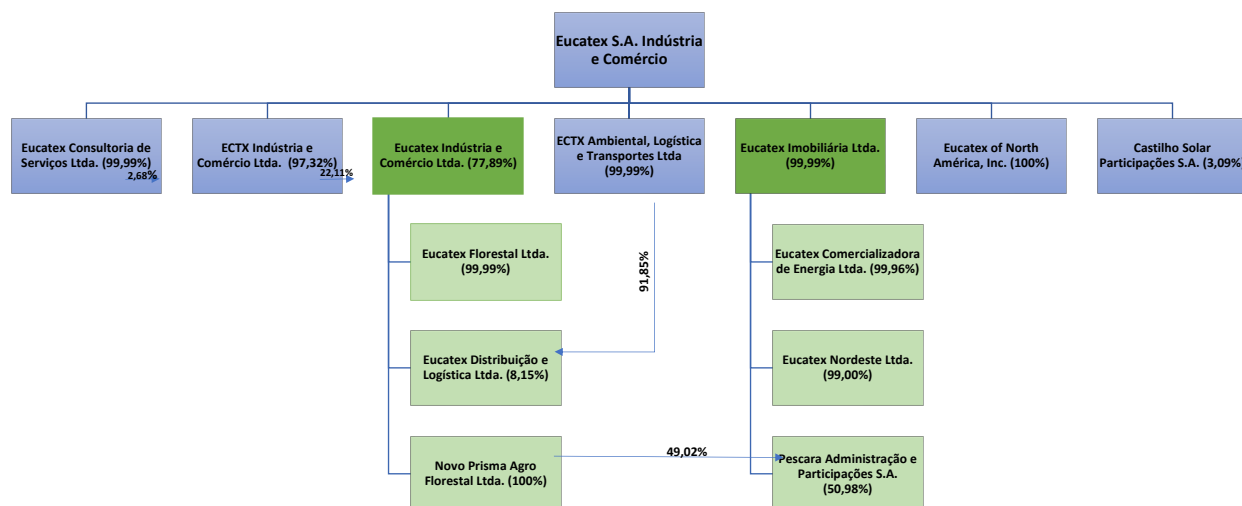 Eucatex S.A. Indústria
e Comércio
Eucatex Consultoria de
Serviços Ltda. (99,99%)
2,68%
ECTX Indústria e
Comércio Ltda. (97,32%)
22,11%
Eucatex Indústria e
Comércio Ltda. (77,89%)
ECTX Ambiental, Logística
e Transportes Ltda
(99,99%)
Eucatex Imobiliária Ltda.
(99,99%)
Eucatex of North
América, Inc. (100%)
Castilho Solar
Participações S.A. (3,09%)
Eucatex Florestal Ltda.
(99,99%)
91,85%
Eucatex Comercializadora
de Energia Ltda. (99,96%)
Eucatex Distribuição e
Logística Ltda. (8,15%)
Eucatex Nordeste Ltda.
(99,00%)
Novo Prisma Agro
Florestal Ltda. (100%)
49,02%
Pescara Administração e
Participações S.A.
(50,98%)